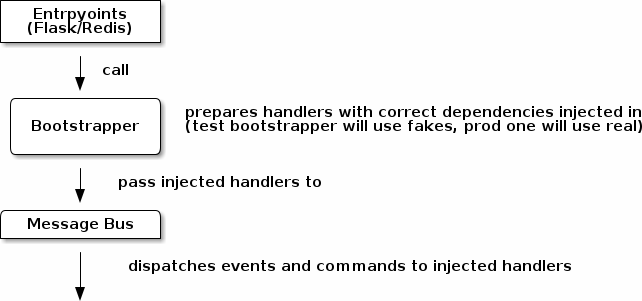 Entrpyoints
(Flask/Redis)
call
Bootstrapper
prepares handlers with correct dependencies injected in
(test bootstrapper will use fakes, prod one will use real)
pass injected handlers to
Message Bus
dispatches events and commands to injected handlers